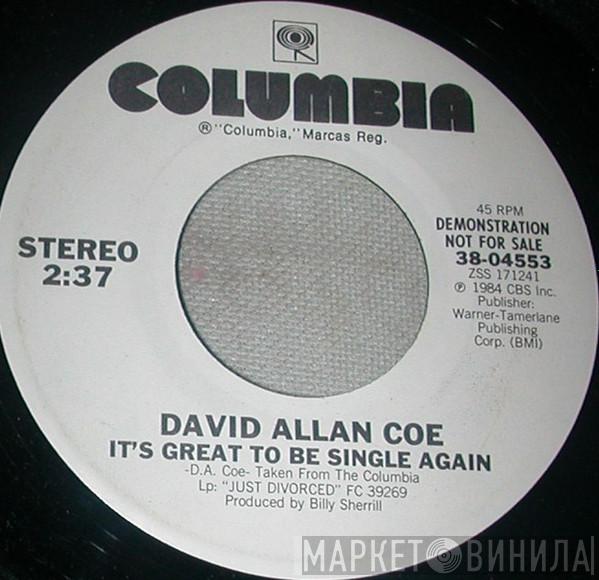 COLUMBIA
®"Columbia," Marcas Reg.
STEREO
2:37
45 RPM
DEMONSTRATION
NOT FOR SALE
38-04553
ZSS 171241
℗ 1984 CBS Inc.
Publisher:
Warner-Tamerlane
Publishing
Corp. (BMI)
DAVID ALLAN COE
IT'S GREAT TO BE SINGLE AGAIN
-D.A. Coe- Taken From The Columbia
Lp: "JUST DIVORCED" FC 39269
Produced by Billy Sherrill
МАРКЕТ ВИНИЛА